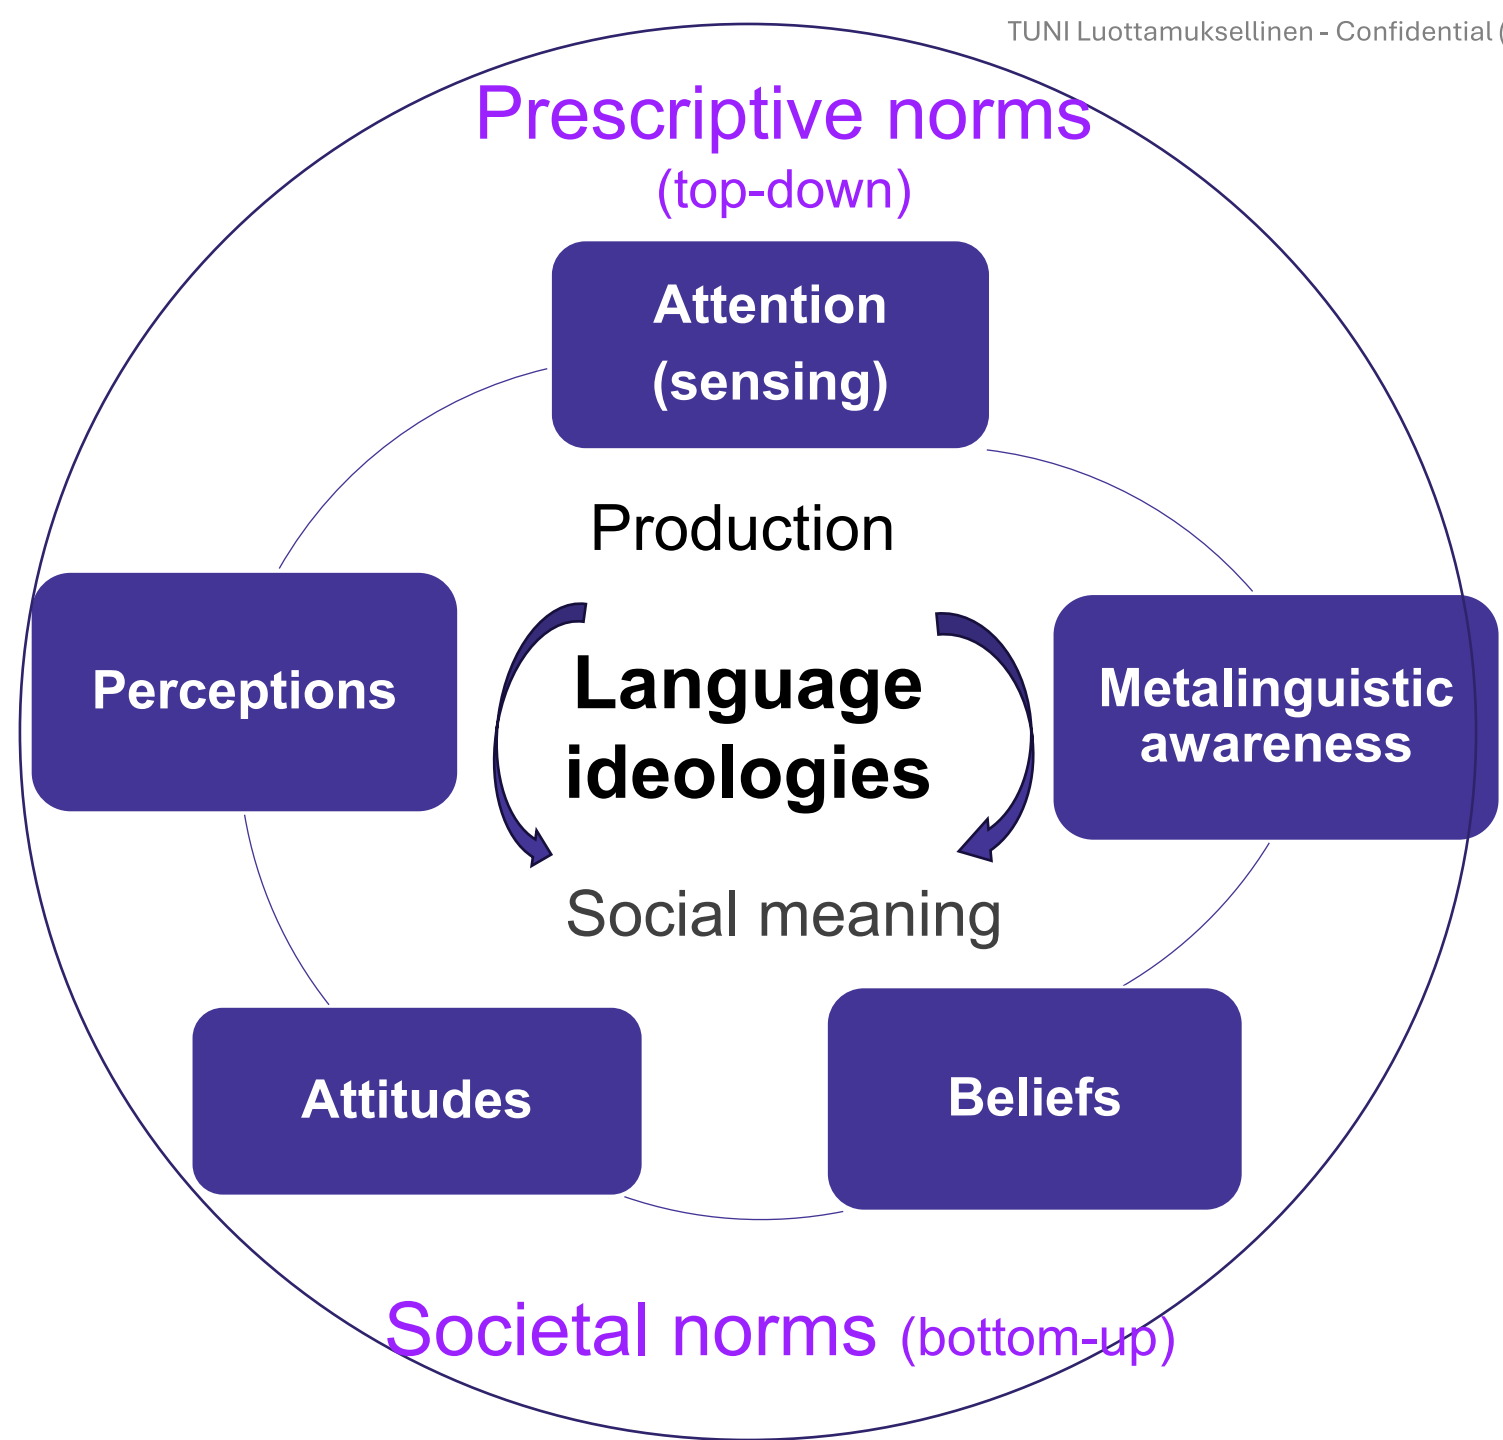 TUNI Luottamuksellinen - Confidential (
Prescriptive norms
(top-down)
Attention
(sensing)
Production
Perceptions
Language
ideologies
Metalinguistic
awareness
Social meaning
Attitudes
Beliefs
Societal norms (bottom-up)